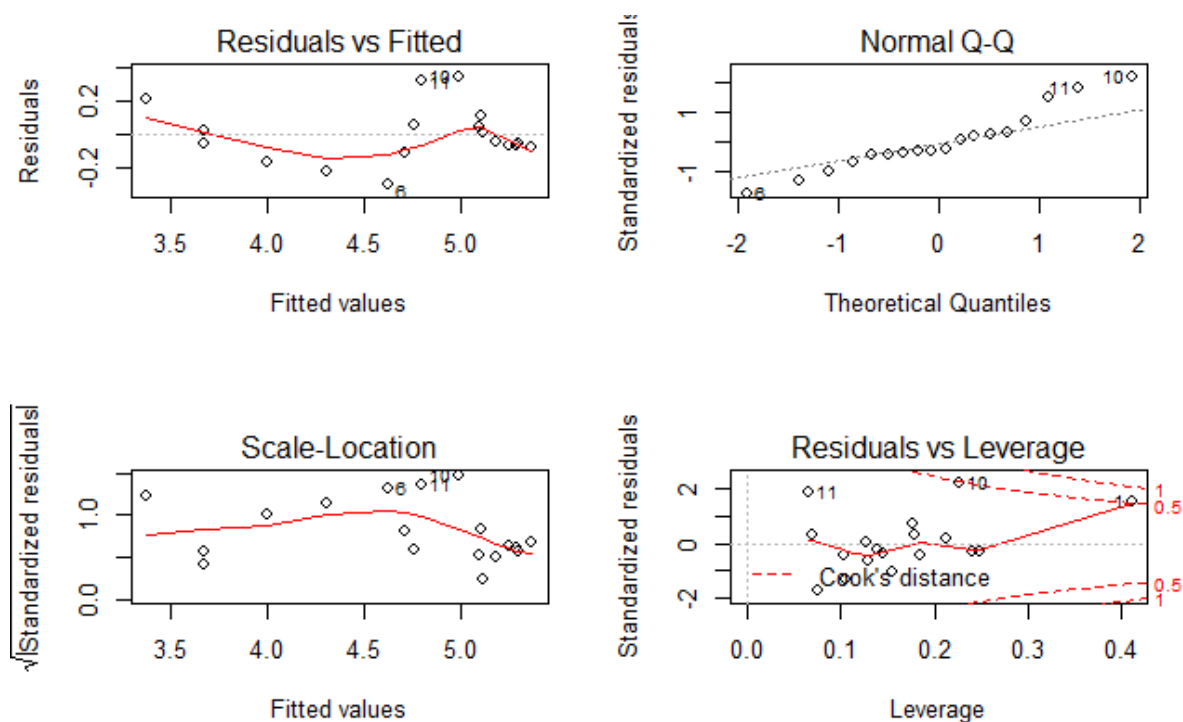 Residuals vs Fitted
Residuals
0.2
-0.2
10
11
6
3.5 4.0 4.5 5.0
Fitted values
Normal Q-Q
Standardized residuals
1
-1
11 10
6
-2 -1 0 1 2
Theoretical Quantiles
Scale-Location
√|Standardized residuals|
1.0
0.0
10
6 11
3.5 4.0 4.5 5.0
Fitted values
Residuals vs Leverage
Standardized residuals
2
0
-2
11
10
1
1
0.5
0.5
1
Cook's distance
0.0 0.1 0.2 0.3 0.4
Leverage